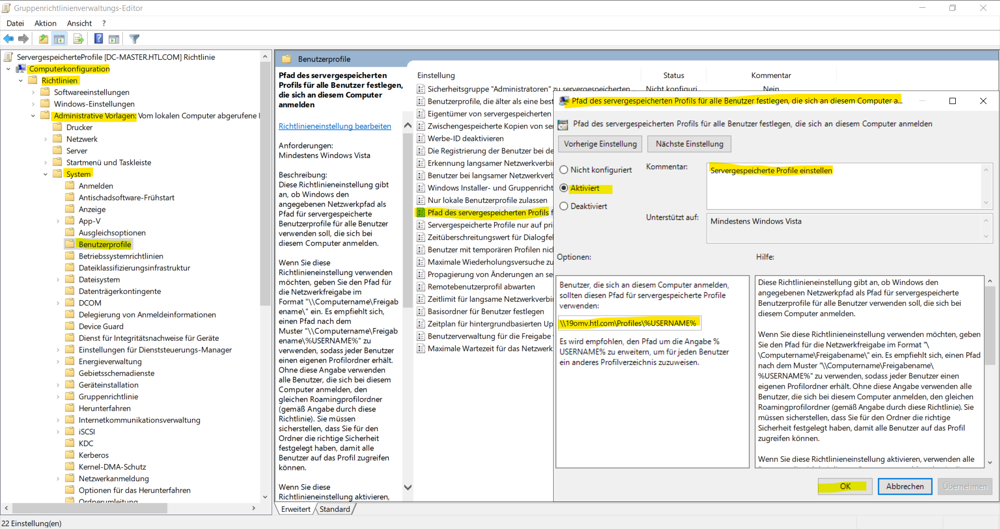 Gruppenrichtlinienverwaltungs-Editor
Datei Aktion Ansicht ?
ServergespeicherteProfile [DC-MASTER.HTL.COM] Richtlinie
Computerkonfiguration
Richtlinien
Softwareeinstellungen
Windows-Einstellungen
Administrative Vorlagen: Vom lokalen Computer abgerufene
Drucker
Netzwerk
Server
Startmenü und Taskleiste
System
Anmelden
Antischadsoftware-Frühstart
Anzeige
App-V
Ausgleichsoptionen
Benutzerprofile
Betriebssystemrichtlinien
Dateiklassifizierungsinfrastruktur
Dateisystem
Datenträgerkontingente
DCOM
Delegierung von Anmeldeinformationen
Device Guard
Dienst für Integritätsnachweise für Geräte
Einstellungen für Dienststeuerungs-Manager
Energieverwaltung
Gebietsschemadienste
Geräteinstallation
Gruppenrichtlinie
Herunterfahren
Internetkommunikationsverwaltung
iSCSI
KDC
Kerberos
Kernel-DMA-Schutz
Netzwerkanmeldung
Optionen für das Herunterfahren
Ordnerumleitung
22 Einstellung(en)
Benutzerprofile
Pfad des servergespeicherten
Profils für alle Benutzer festlegen,
die sich an diesem Computer
anmelden
Richtlinieneinstellung bearbeiten
Anforderungen:
Mindestens Windows Vista
Beschreibung:
Diese Richtlinieneinstellung gibt
an, ob Windows den
angegebenen Netzwerkpfad als
Pfad für servergespeicherte
Benutzerprofile für alle Benutzer
verwenden soll, die sich bei
diesem Computer anmelden.
Wenn Sie diese
Richtlinieneinstellung verwenden
möchten, geben Sie den Pfad für
die Netzwerkfreigabe im
Format "\\Computername\Freigab
ename\" ein. Es empfiehlt sich,
einen Pfad nach dem
Muster "\\Computername\Freigab
ename\%USERNAME%" zu
verwenden, sodass jeder Benutzer
einen eigenen Profilordner erhält.
Ohne diese Angabe verwenden
alle Benutzer, die sich bei diesem
Computer anmelden, den
gleichen Roamingprofilordner
(gemäß Angabe durch diese
Richtlinie). Sie müssen
sicherstellen, dass Sie für den
Ordner die richtige Sicherheit
festgelegt haben, damit alle
Benutzer auf das Profil zugreifen
können.
Wenn Sie diese
Richtlinieneinstellung aktivieren,
Erweitert Standard
Einstellung Status Kommentar
Sicherheitsgruppe "Administratoren" zu servergespeicherten... Nicht konfiguri... Nein
Benutzerprofile, die älter als eine best
Eigentümer von servergespeicherten
Zwischengespeicherte Kopien von ser
Werbe-ID deaktivieren
Die Registrierung der Benutzer bei de
Erkennung langsamer Netzwerkverbin
Benutzer bei langsamer Netzwerkverb
Windows Installer- und Gruppenricht
Nur lokale Benutzerprofile zulassen
Pfad des servergespeicherten Profils f
Servergespeicherte Profile nur auf pri
Zeitüberschreitungswert für Dialogfel
Benutzer mit temporären Profilen nic
Maximale Wiederholungsversuche zu
Propagierung von Änderungen an se
Remotebenutzerprofil abwarten
Zeitlimit für langsame Netzwerkverbin
Basisordner für Benutzer festlegen
Zeitplan für hintergrundbasierten Up
Benutzerverwaltung für die Freigabe
Maximale Wartezeit für das Netzwerk
Pfad des servergespeicherten Profils für alle Benutzer festlegen, die sich an diesem Computer a...
Pfad des servergespeicherten Profils für alle Benutzer festlegen, die sich an diesem Computer anmelden
Vorherige Einstellung Nächste Einstellung
Nicht konfiguriert
Aktiviert
Deaktiviert
Kommentar: Servergespeicherte Profile einstellen
Unterstützt auf: Mindestens Windows Vista
Optionen:
Benutzer, die sich an diesem Computer anmelden,
sollten diesen Pfad für servergespeicherte Profile
verwenden:
\\19omv.htl.com\Profiles\%USERNAME%
Es wird empfohlen, den Pfad um die Angabe %
USERNAME% zu erweitern, um für jeden Benutzer
ein anderes Profilverzeichnis zuzuweisen.
Hilfe:
Diese Richtlinieneinstellung gibt an, ob Windows den
angegebenen Netzwerkpfad als Pfad für servergespeicherte
Benutzerprofile für alle Benutzer verwenden soll, die sich bei
diesem Computer anmelden.
Wenn Sie diese Richtlinieneinstellung verwenden möchten, geben
Sie den Pfad für die Netzwerkfreigabe im Format "\
\Computername\Freigabename\" ein. Es empfiehlt sich, einen Pfad
nach dem Muster "\\Computername\Freigabename\
%USERNAME%" zu verwenden, sodass jeder Benutzer einen
eigenen Profilordner erhält. Ohne diese Angabe verwenden alle
Benutzer, die sich bei diesem Computer anmelden, den gleichen
Roamingprofilordner (gemäß Angabe durch diese Richtlinie). Sie
müssen sicherstellen, dass Sie für den Ordner die richtige
Sicherheit festgelegt haben, damit alle Benutzer auf das Profil
zugreifen können.
Wenn Sie diese Richtlinieneinstellung aktivieren, verwenden alle
OK Abbrechen Übernehmen